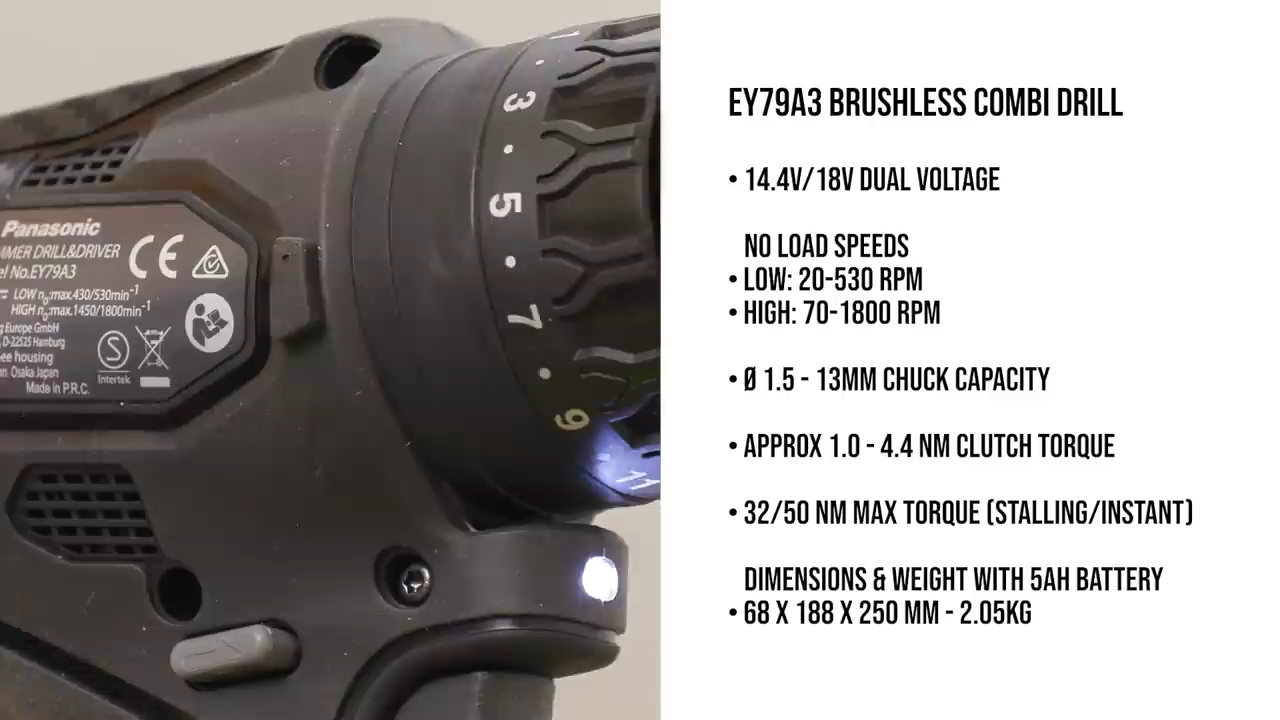 3
5
7
9
11
Panasonic
DRILL&DRIVER
No.EY79A3
CE
LOW n₀:max.430/530min⁻¹
HIGH n₀:max.1450/1800min⁻¹
Europe GmbH
D-22525 Hamburg
housing
Osaka Japan
Made in P.R.C.
S
Intertek
EY79A3 BRUSHLESS COMBI DRILL
• 14.4V/18V DUAL VOLTAGE
NO LOAD SPEEDS
• LOW: 20-530 RPM
• HIGH: 70-1800 RPM
• Ø 1.5 - 13MM CHUCK CAPACITY
• APPROX 1.0 - 4.4 NM CLUTCH TORQUE
• 32/50 NM MAX TORQUE (STALLING/INSTANT)
DIMENSIONS & WEIGHT WITH 5AH BATTERY
• 68 X 188 X 250 MM - 2.05KG